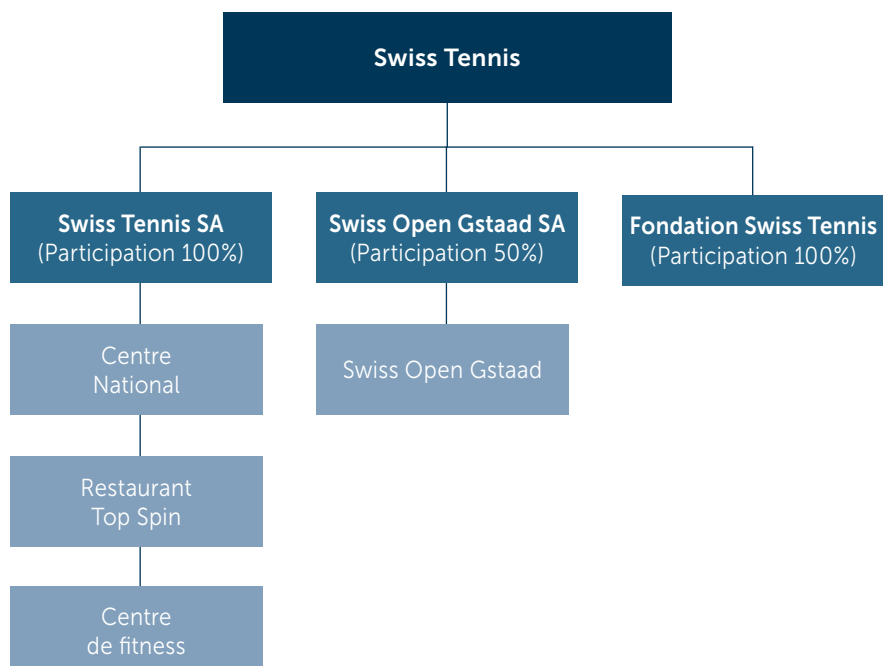 Swiss Tennis
Swiss Tennis SA
(Participation 100%)
Swiss Open Gstaad SA
(Participation 50%)
Fondation Swiss Tennis
(Participation 100%)
Centre
National
Swiss Open Gstaad
Restaurant
Top Spin
Centre
de fitness